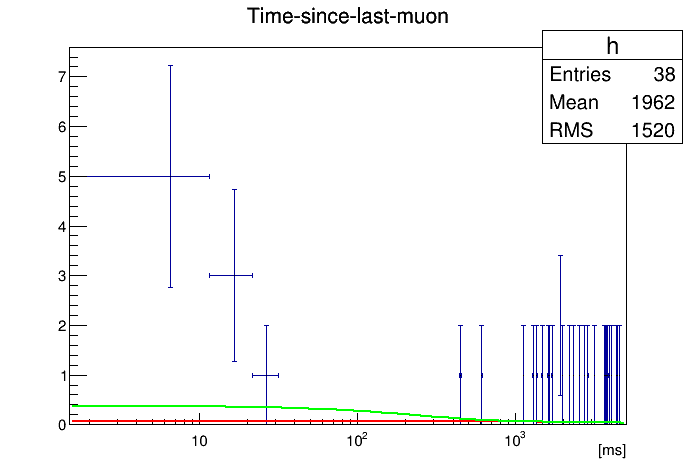 Time-since-last-muon
h
Entries 38
Mean 1962
RMS 1520
7
6
5
4
3
2
1
0
10 10² 10³
[ms]